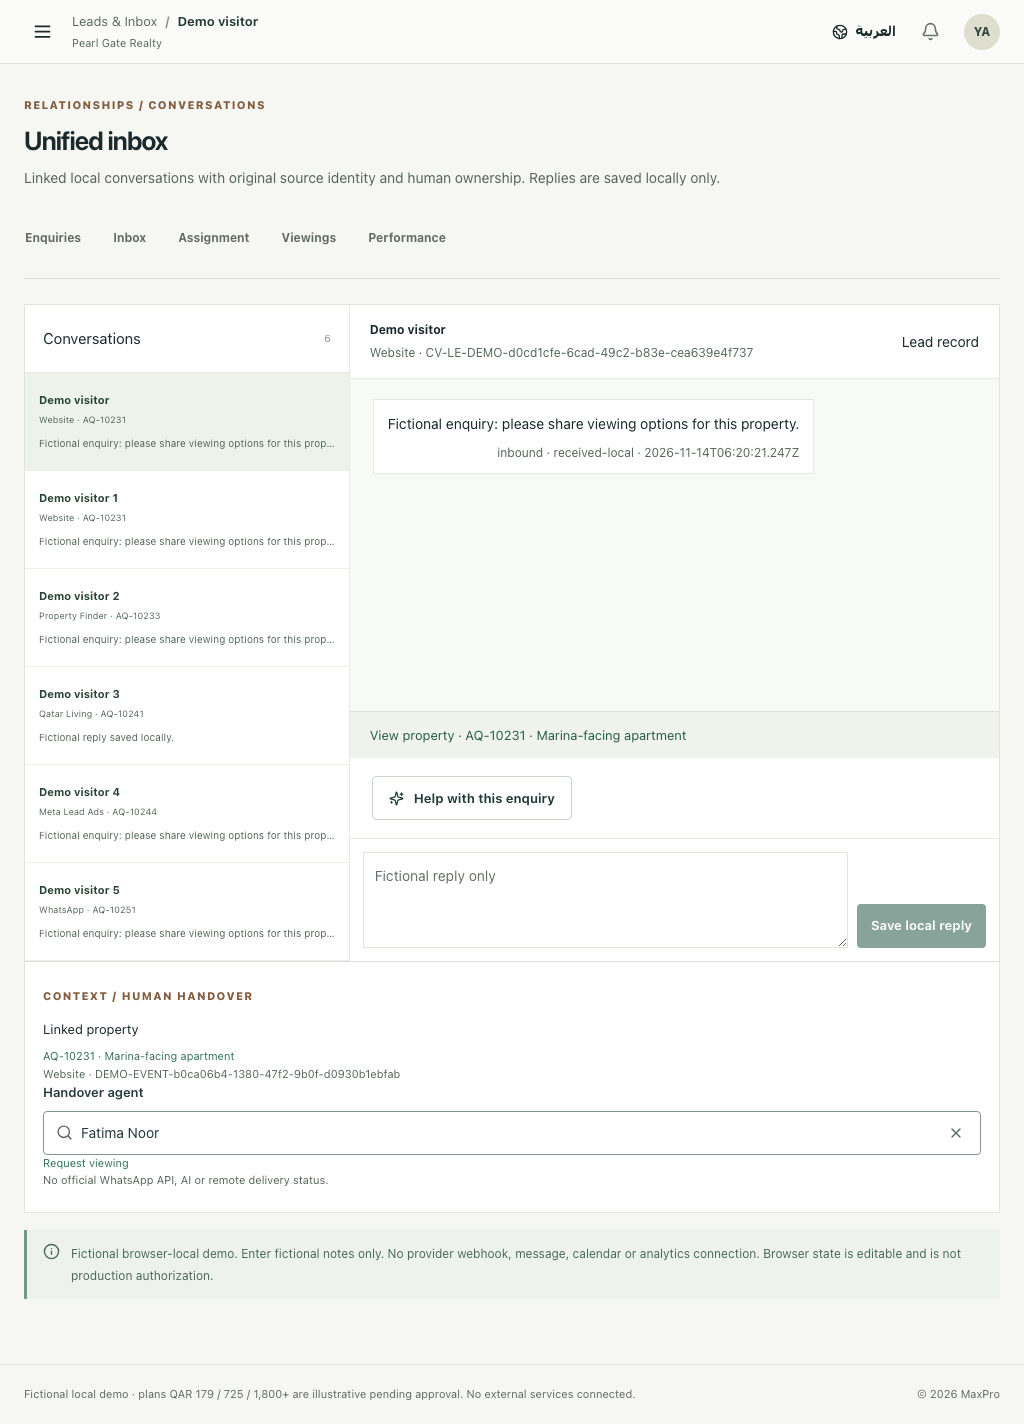 Leads & Inbox / Demo visitor
Pearl Gate Realty
العربية
YA
RELATIONSHIPS / CONVERSATIONS
Unified inbox
Linked local conversations with original source identity and human ownership. Replies are saved locally only.
Enquiries Inbox Assignment Viewings Performance
Conversations 6
Demo visitor
Website · AQ-10231
Fictional enquiry: please share viewing options for this prop...
Demo visitor 1
Website · AQ-10231
Fictional enquiry: please share viewing options for this prop...
Demo visitor 2
Property Finder · AQ-10233
Fictional enquiry: please share viewing options for this prop...
Demo visitor 3
Qatar Living · AQ-10241
Fictional reply saved locally.
Demo visitor 4
Meta Lead Ads · AQ-10244
Fictional enquiry: please share viewing options for this prop...
Demo visitor 5
WhatsApp · AQ-10251
Fictional enquiry: please share viewing options for this prop...
Demo visitor
Website · CV-LE-DEMO-d0cd1cfe-6cad-49c2-b83e-cea639e4f737
Lead record
Fictional enquiry: please share viewing options for this property.
inbound · received-local · 2026-11-14T06:20:21.247Z
View property · AQ-10231 · Marina-facing apartment
Help with this enquiry
Fictional reply only
Save local reply
CONTEXT / HUMAN HANDOVER
Linked property
AQ-10231 · Marina-facing apartment
Website · DEMO-EVENT-b0ca06b4-1380-47f2-9b0f-d0930b1ebfab
Handover agent
Fatima Noor
Request viewing
No official WhatsApp API, AI or remote delivery status.
Fictional browser-local demo. Enter fictional notes only. No provider webhook, message, calendar or analytics connection. Browser state is editable and is not
production authorization.
Fictional local demo · plans QAR 179 / 725 / 1,800+ are illustrative pending approval. No external services connected.
© 2026 MaxPro